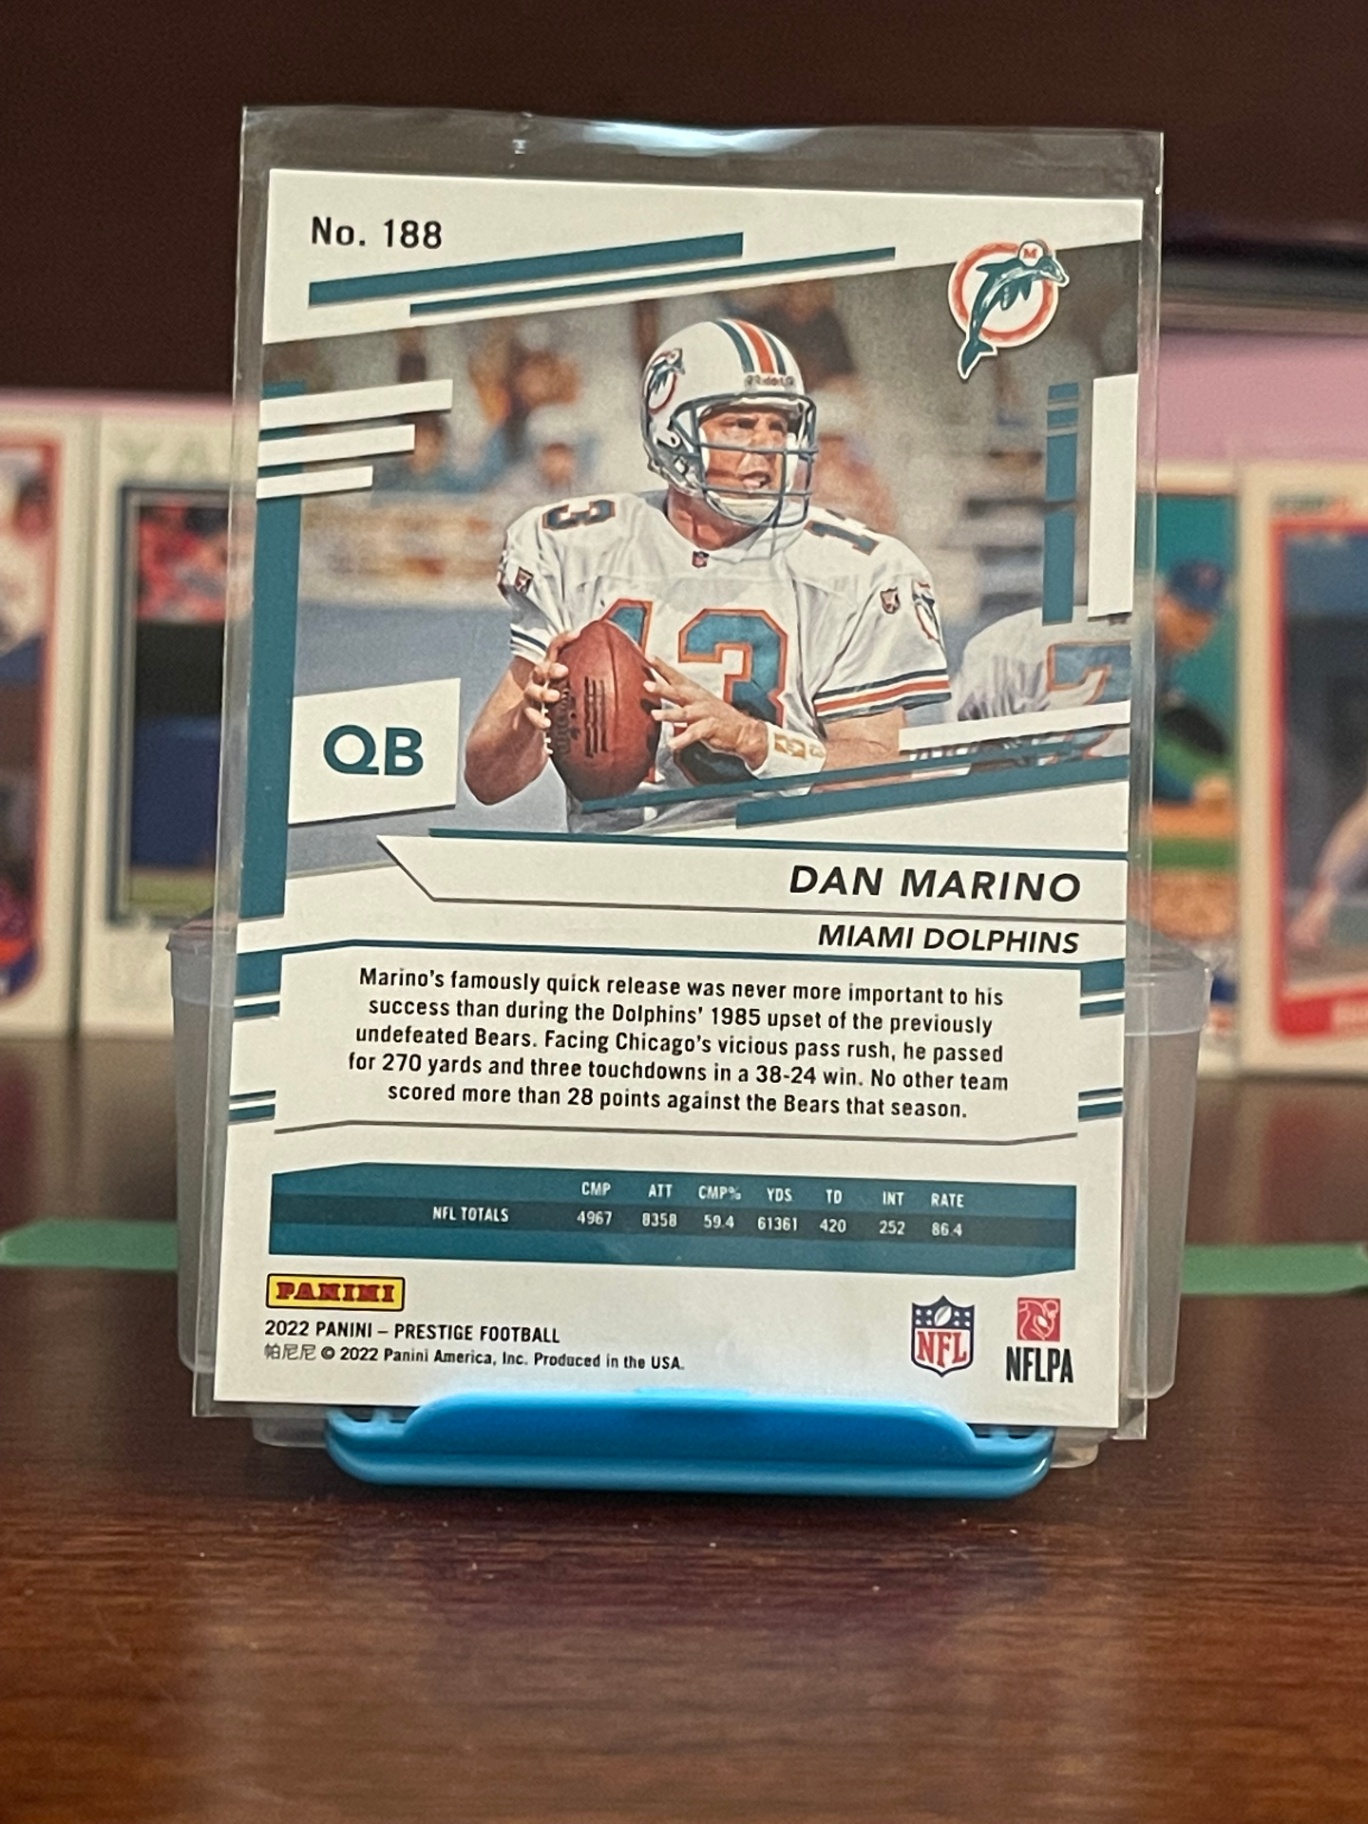 No. 188
M
Riddell
13
13
13
QB
DAN MARINO
MIAMI DOLPHINS
Marino's famously quick release was never more important to his
success than during the Dolphins' 1985 upset of the previously
undefeated Bears. Facing Chicago's vicious pass rush, he passed
for 270 yards and three touchdowns in a 38-24 win. No other team
scored more than 28 points against the Bears that season.
CMP ATT CMP% YDS TD INT RATE
NFL TOTALS 4967 8358 59.4 61361 420 252 86.4
PANINI
2022 PANINI – PRESTIGE FOOTBALL
帕尼尼 © 2022 Panini America, Inc. Produced in the USA.
NFL
NFLPA